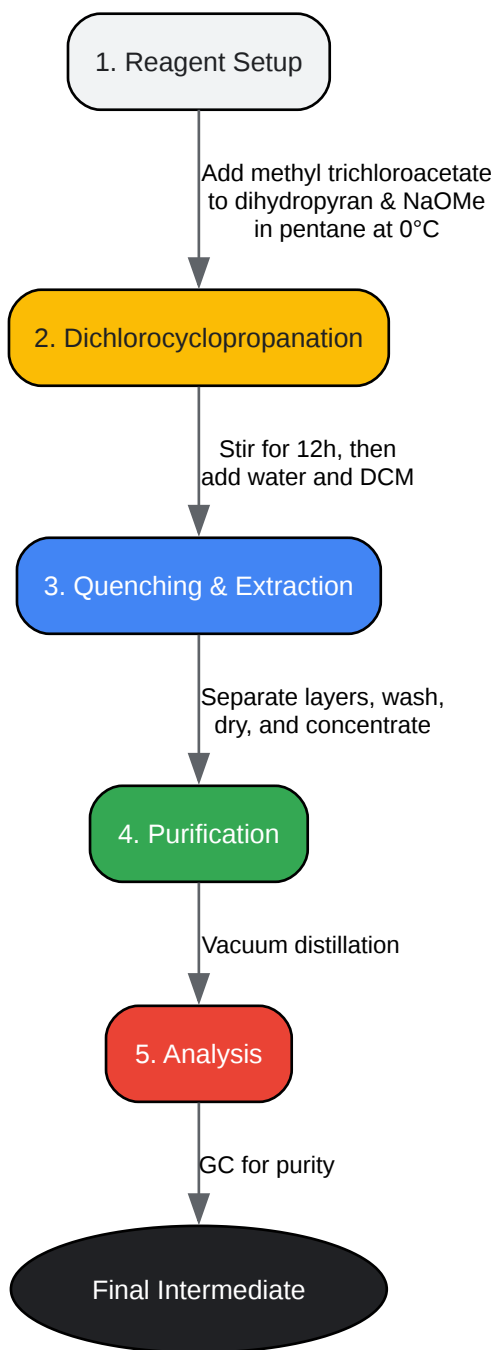 1. Reagent Setup
Add methyl trichloroacetate
to dihydropyran & NaOMe
in pentane at 0°C
2. Dichlorocyclopropanation
Stir for 12h, then
add water and DCM
3. Quenching & Extraction
Separate layers, wash,
dry, and concentrate
4. Purification
Vacuum distillation
5. Analysis
GC for purity
Final Intermediate